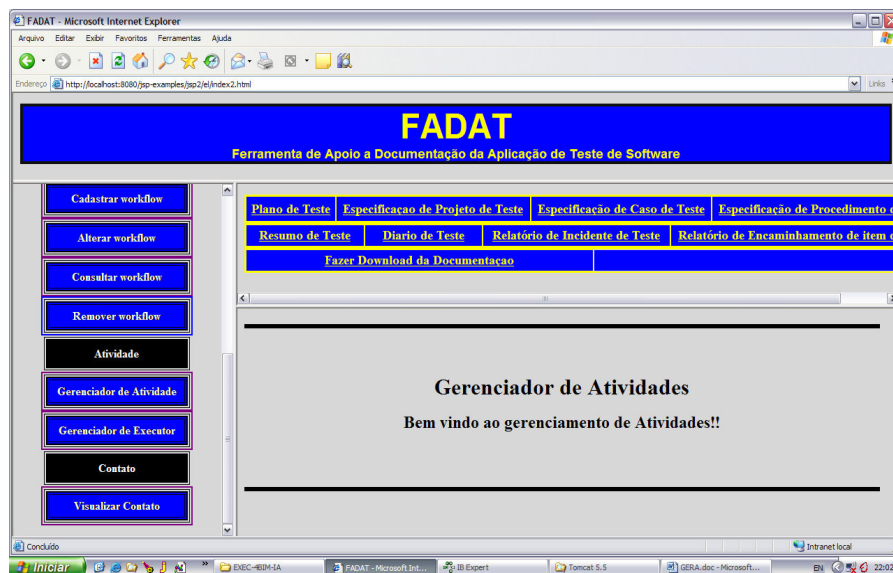 FADAT - Microsoft Internet Explorer
Arquivo Editar Exibir Favoritos Ferramentas Ajuda
Endereço http://localhost:8080/jsp-examples/jsp2/el/index2.html Links
FADAT
Ferramenta de Apoio a Documentação da Aplicação de Teste de Software
Cadastrar workflow
Alterar workflow
Consultar workflow
Remover workflow
Atividade
Gerenciador de Atividade
Gerenciador de Executor
Contato
Visualizar Contato
Plano de Teste Especificaçao de Projeto de Teste Especificação de Caso de Teste Especificação de Procedimento
Resumo de Teste Diario de Teste Relatório de Incidente de Teste Relatório de Encaminhamento de item
Fazer Download da Documentaçao
Gerenciador de Atividades
Bem vindo ao gerenciamento de Atividades!!
Concluído Intranet local
Iniciar EXEC-4BIM-IA FADAT - Microsoft Int... IB Expert Tomcat 5.5 GERA.doc - Microsoft... EN 22:02